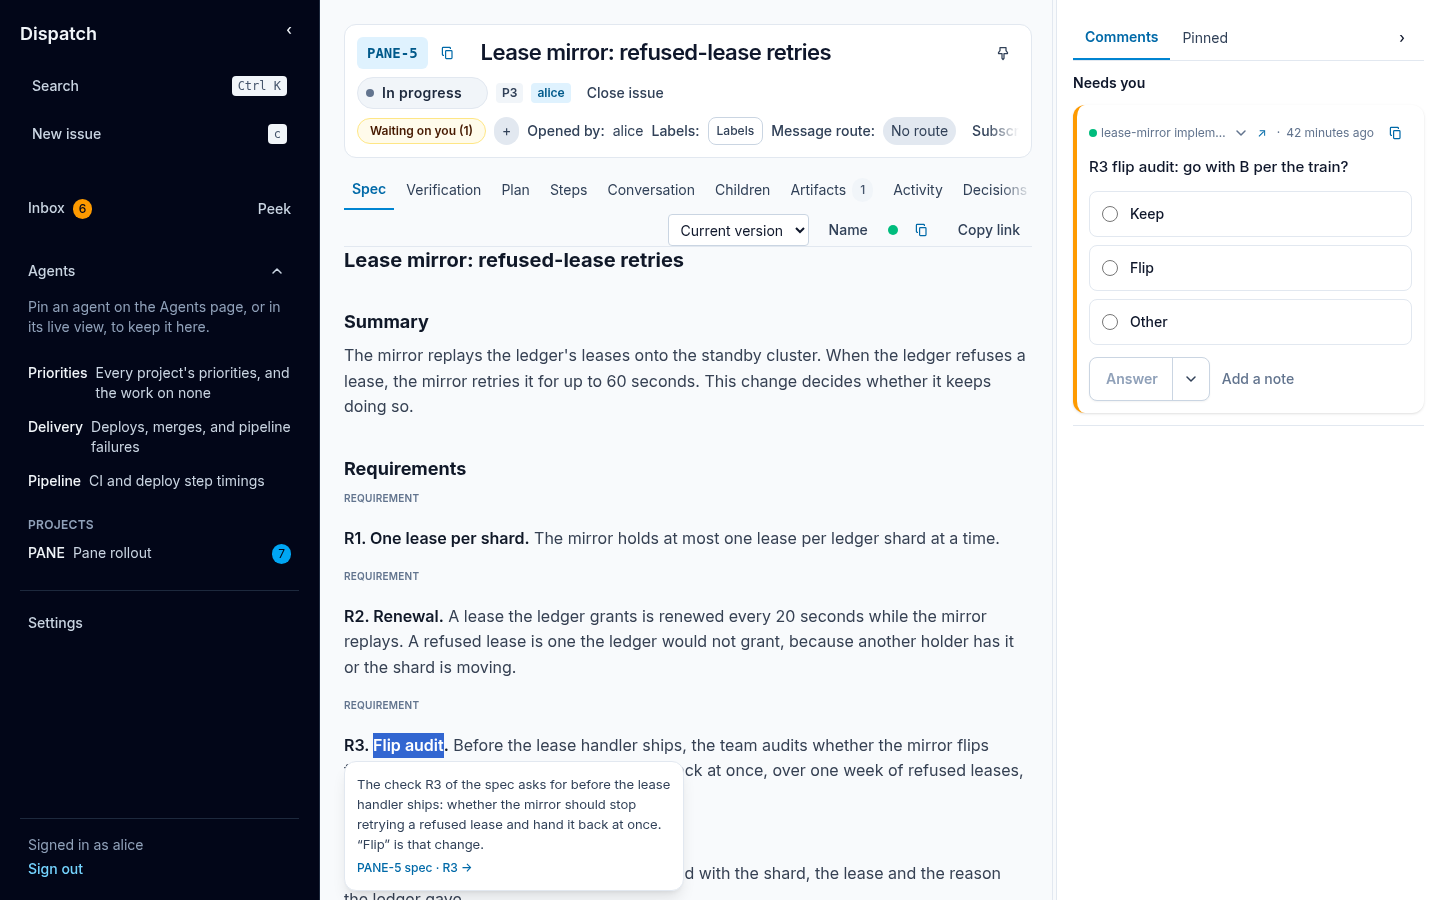 Dispatch
Search
Ctrl K
New issue
c
Inbox 6
Peek
Agents
Pin an agent on the Agents page, or in
its live view, to keep it here.
Priorities Every project's priorities, and
the work on none
Delivery Deploys, merges, and pipeline
failures
Pipeline CI and deploy step timings
PROJECTS
PANE Pane rollout 7
Settings
Signed in as alice
Sign out
PANE-5 Lease mirror: refused-lease retries
In progress P3 alice Close issue
Waiting on you (1) + Opened by: alice Labels: Labels Message route: No route Subsc
Spec Verification Plan Steps Conversation Children Artifacts 1 Activity Decisions
Current version Name Copy link
Lease mirror: refused-lease retries
Summary
The mirror replays the ledger's leases onto the standby cluster. When the ledger refuses a
lease, the mirror retries it for up to 60 seconds. This change decides whether it keeps
doing so.
Requirements
REQUIREMENT
R1. One lease per shard. The mirror holds at most one lease per ledger shard at a time.
REQUIREMENT
R2. Renewal. A lease the ledger grants is renewed every 20 seconds while the mirror
replays. A refused lease is one the ledger would not grant, because another holder has it
or the shard is moving.
REQUIREMENT
R3. Flip audit. Before the lease handler ships, the team audits whether the mirror flips
ck at once, over one week of refused leases,
The check R3 of the spec asks for before the lease
handler ships: whether the mirror should stop
retrying a refused lease and hand it back at once.
“Flip” is that change.
PANE-5 spec · R3 →
d with the shard, the lease and the reason
the ledger gave.
Comments Pinned
Needs you
lease-mirror implem… ↗ · 42 minutes ago
R3 flip audit: go with B per the train?
Keep
Flip
Other
Answer
Add a note